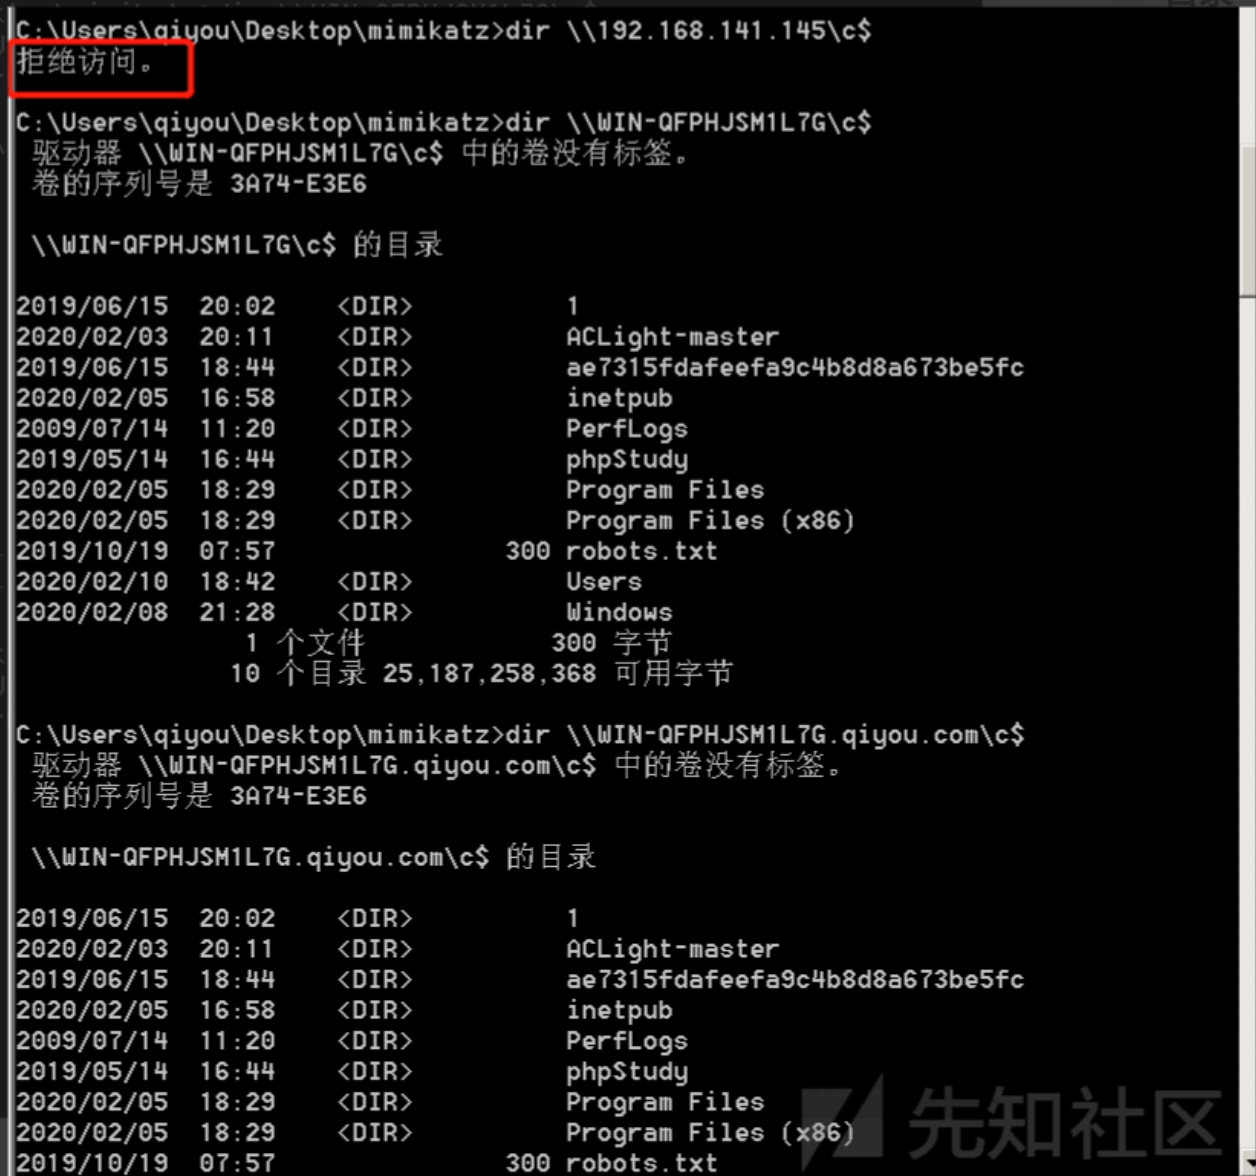 C:\Users\qiyou\Desktop\mimikatz>dir \\192.168.141.145\c$
拒绝访问。
C:\Users\qiyou\Desktop\mimikatz>dir \\WIN-QFPHJSM1L7G\c$
驱动器 \\WIN-QFPHJSM1L7G\c$ 中的卷没有标签。
卷的序列号是 3A74-E3E6
\\WIN-QFPHJSM1L7G\c$ 的目录
2019/06/15  20:02    <DIR>          1
2020/02/03  20:11    <DIR>          ACLight-master
2019/06/15  18:44    <DIR>          ae7315fdafeefa9c4b8d8a673be5fc
2020/02/05  16:58    <DIR>          inetpub
2009/07/14  11:20    <DIR>          PerfLogs
2019/05/14  16:44    <DIR>          phpStudy
2020/02/05  18:29    <DIR>          Program Files
2020/02/05  18:29    <DIR>          Program Files (x86)
2019/10/19  07:57               300 robots.txt
2020/02/10  18:42    <DIR>          Users
2020/02/08  21:28    <DIR>          Windows
1 个文件            300 字节
10 个目录 25,187,258,368 可用字节
C:\Users\qiyou\Desktop\mimikatz>dir \\WIN-QFPHJSM1L7G.qiyou.com\c$
驱动器 \\WIN-QFPHJSM1L7G.qiyou.com\c$ 中的卷没有标签。
卷的序列号是 3A74-E3E6
\\WIN-QFPHJSM1L7G.qiyou.com\c$ 的目录
2019/06/15  20:02    <DIR>          1
2020/02/03  20:11    <DIR>          ACLight-master
2019/06/15  18:44    <DIR>          ae7315fdafeefa9c4b8d8a673be5fc
2020/02/05  16:58    <DIR>          inetpub
2009/07/14  11:20    <DIR>          PerfLogs
2019/05/14  16:44    <DIR>          phpStudy
2020/02/05  18:29    <DIR>          Program Files
2020/02/05  18:29    <DIR>          Program Files (x86)
2019/10/19  07:57               300 robots.txt
先知社区